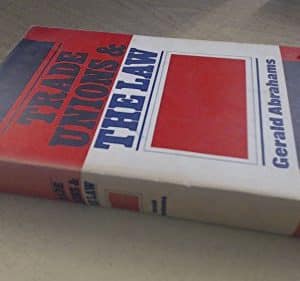 TRADE
UNIONS &
THE LAW
Gerald Abrahams